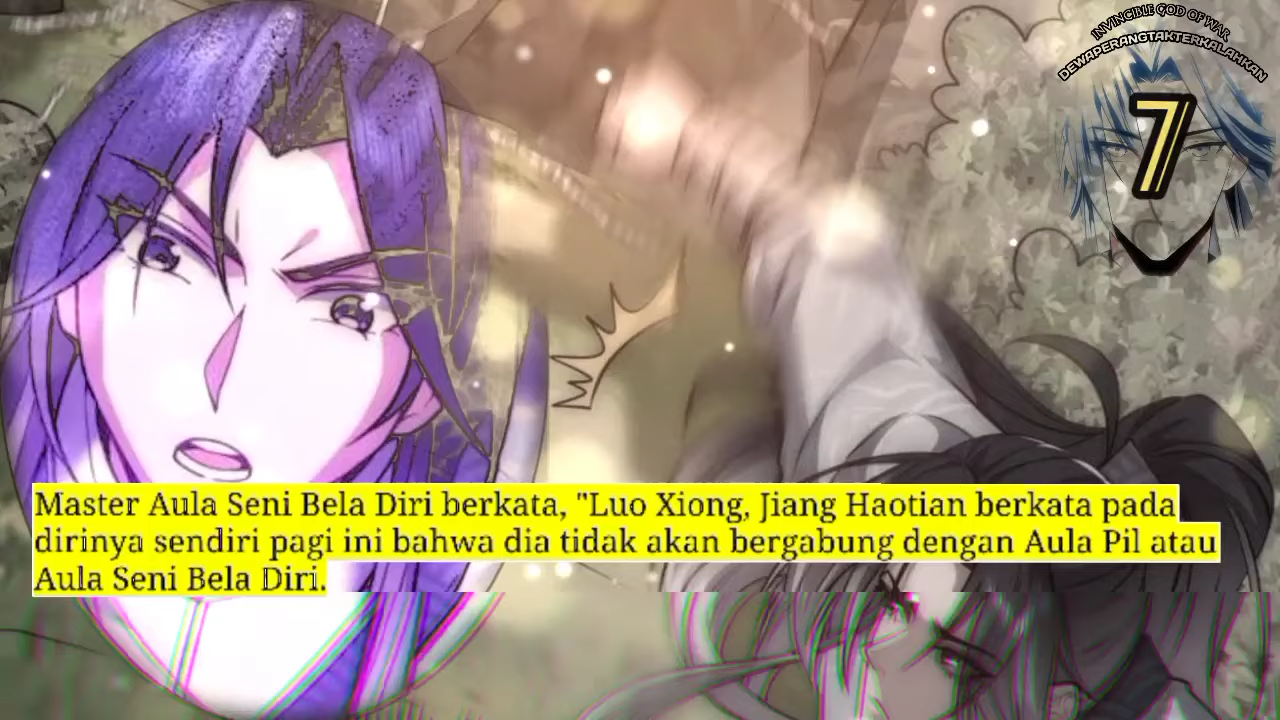 INVINCIBLE GOD OF WAR
DEWAPERANGTAKTERKALAHKAN
7
Master Aula Seni Bela Diri berkata, "Luo Xiong, Jiang Haotian berkata pada
dirinya sendiri pagi ini bahwa dia tidak akan bergabung dengan Aula Pil atau
Aula Seni Bela Diri.